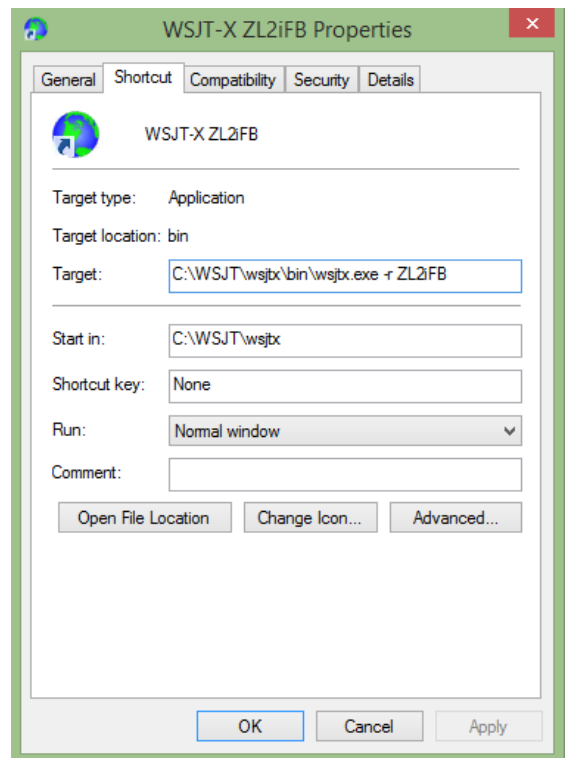 WSJT-X ZL2iFB Properties
General Shortcut Compatibility Security Details
WSJT-X ZL2iFB
Target type: Application
Target location: bin
Target: C:\WSJT\wsjtx\bin\wsjtx.exe -r ZL2iFB
Start in: C:\WSJT\wsjtx
Shortcut key: None
Run: Normal window
Comment:
Open File Location Change Icon... Advanced...
OK Cancel Apply